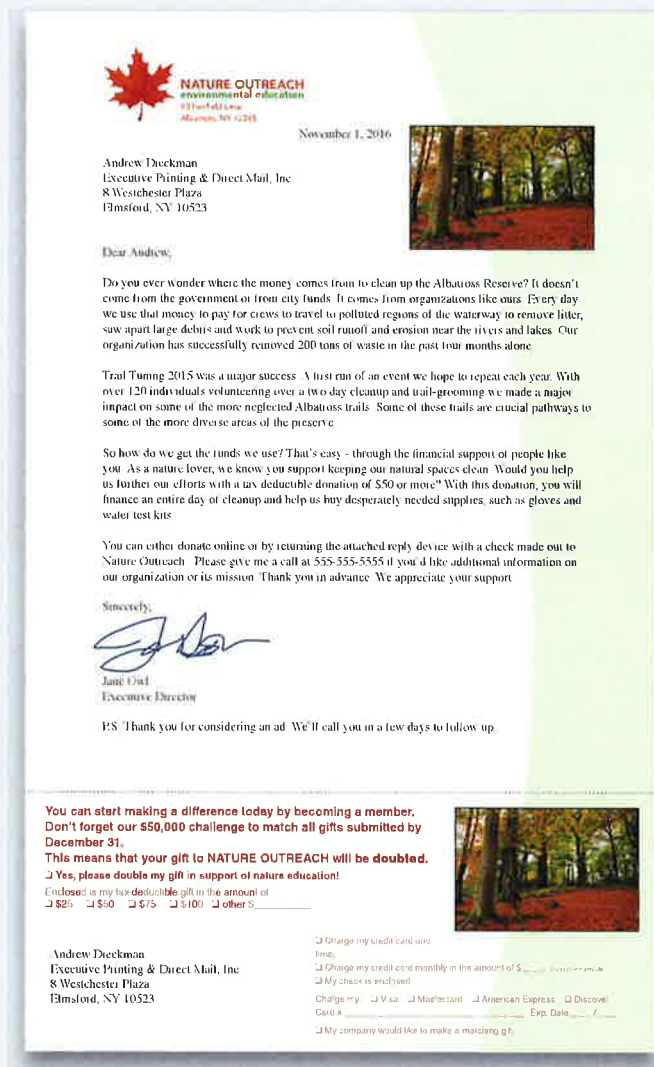 NATURE OUTREACH
environmental education
November 1, 2016
Andrew Dieckman
Executive Printing & Direct Mail, Inc
8 Westchester Plaza
Elmsford, NY 10523
Dear Andrew,
Do you ever wonder where the money comes from to clean up the Albatross Reserve? It doesn't
come from the government or from city funds. It comes from organizations like ours. Every day
we use that money to pay for crews to travel to polluted regions of the waterway to remove litter,
saw apart large debris and work to prevent soil runoff and erosion near the rivers and lakes. Our
organization has successfully removed 200 tons of waste in the past four months alone.
Trail Tuning 2015 was a major success. A first run of an event we hope to repeat each year. With
over 120 individuals volunteering over a two day cleanup and trail-grooming we made a major
impact on some of the more neglected Albatross trails. Some of these trails are crucial pathways to
some of the more diverse areas of the preserve.
So how do we get the funds we use? That's easy - through the financial support of people like
you. As a nature lover, we know you support keeping our natural spaces clean. Would you help
us further our efforts with a tax deductible donation of $50 or more? With this donation, you will
finance an entire day of cleanup and help us buy desperately needed supplies, such as gloves and
water test kits.
You can either donate online or by returning the attached reply device with a check made out to
Nature Outreach. Please give me a call at 555-555-5555 if you'd like additional information on
our organization or its mission. Thank you in advance. We appreciate your support.
Sincerely,
Jane Owl
Executive Director
P.S. Thank you for considering an ad. We'll call you in a few days to follow up.
You can start making a difference today by becoming a member.
Don't forget our $50,000 challenge to match all gifts submitted by
December 31.
This means that your gift to NATURE OUTREACH will be doubled.
❑ Yes, please double my gift in support of nature education!
Enclosed is my tax-deductible gift in the amount of
❑ $25 ❑ $50 ❑ $75 ❑ $100 ❑ other $
Andrew Dieckman
Executive Printing & Direct Mail, Inc
8 Westchester Plaza
Elmsford, NY 10523
❑ Charge my credit card one
time,
❑ Charge my credit card monthly in the amount of $
❑ My check is enclosed
Charge my: ❑ Visa ❑ Mastercard ❑ American Express ❑ Discover
Card # Exp. Date /
❑ My company would like to make a matching gift